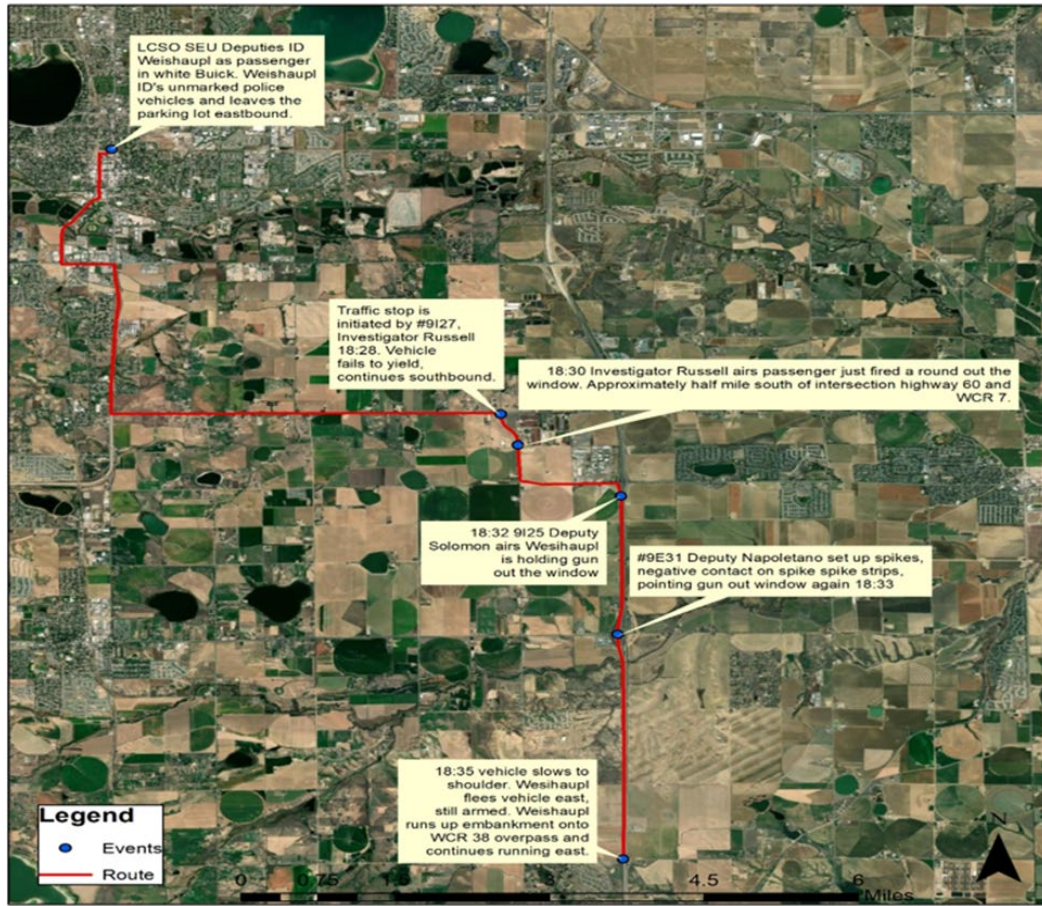 LCSO SEU Deputies ID
Weishaupl as passenger
in white Buick. Weishaupl
ID's unmarked police
vehicles and leaves the
parking lot eastbound.
Traffic stop is
initiated by #9I27,
Investigator Russell
18:28. Vehicle
fails to yield,
continues southbound.
18:30 Investigator Russell airs passenger just fired a round out the
window. Approximately half mile south of intersection highway 60 and
WCR 7.
18:32 9I25 Deputy
Solomon airs Wesihaupl
is holding gun
out the window
#9E31 Deputy Napoletano set up spikes,
negative contact on spike spike strips,
pointing gun out window again 18:33
18:35 vehicle slows to
shoulder. Wesihaupl
flees vehicle east,
still armed. Weishaupl
runs up embankment onto
WCR 38 overpass and
continues running east.
Legend
Events
Route
N
0 0.75 1.5 3 4.5 6
Miles